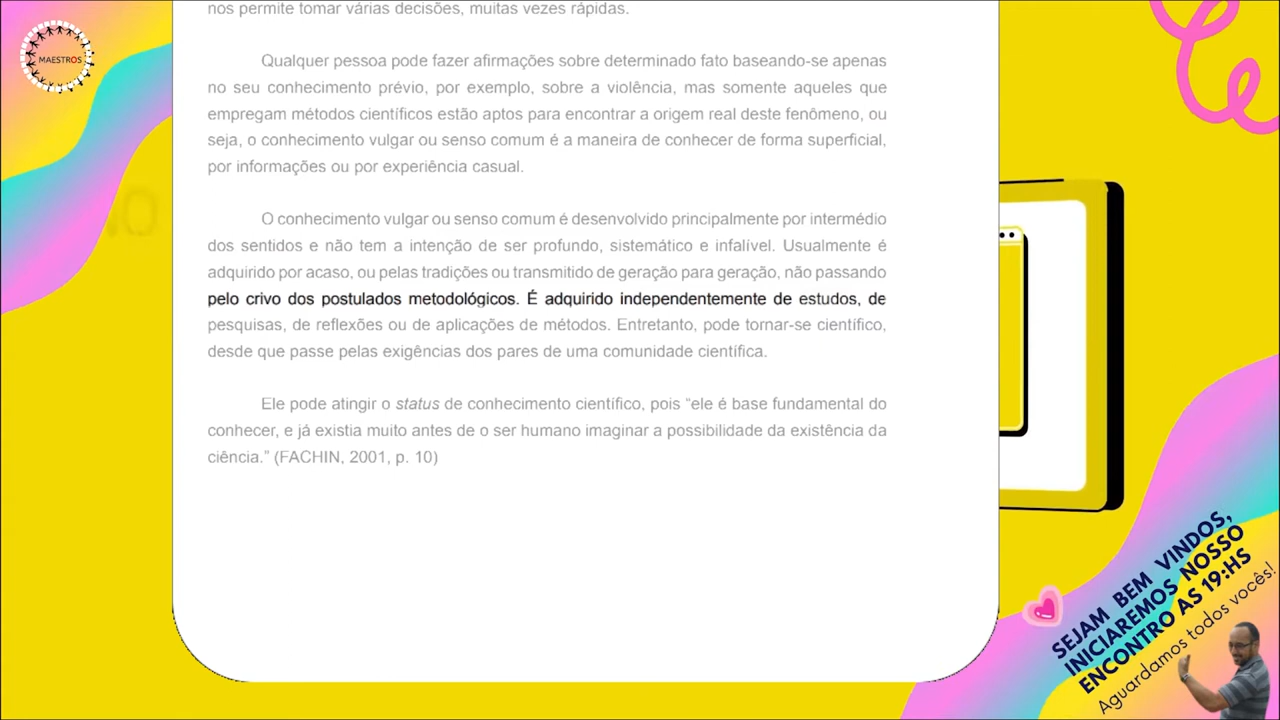 MAESTROS
nos permite tomar várias decisões, muitas vezes rápidas.
Qualquer pessoa pode fazer afirmações sobre determinado fato baseando-se apenas
no seu conhecimento prévio, por exemplo, sobre a violência, mas somente aqueles que
empregam métodos científicos estão aptos para encontrar a origem real deste fenômeno, ou
seja, o conhecimento vulgar ou senso comum é a maneira de conhecer de forma superficial,
por informações ou por experiência casual.
O conhecimento vulgar ou senso comum é desenvolvido principalmente por intermédio
dos sentidos e não tem a intenção de ser profundo, sistemático e infalível. Usualmente é
adquirido por acaso, ou pelas tradições ou transmitido de geração para geração, não passando
pelo crivo dos postulados metodológicos. É adquirido independentemente de estudos, de
pesquisas, de reflexões ou de aplicações de métodos. Entretanto, pode tornar-se científico,
desde que passe pelas exigências dos pares de uma comunidade científica.
Ele pode atingir o status de conhecimento científico, pois “ele é base fundamental do
conhecer, e já existia muito antes de o ser humano imaginar a possibilidade da existência da
ciência.” (FACHIN, 2001, p. 10)
SEJAM BEM VINDOS,
INICIAREMOS NOSSO
ENCONTRO AS 19:HS
Aguardamos todos vocês!